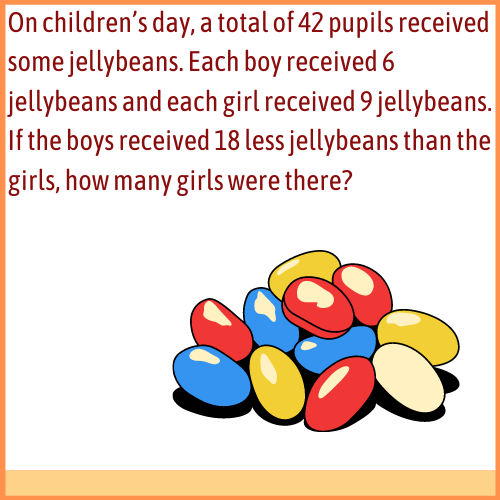 On children’s day, a total of 42 pupils received
some jellybeans. Each boy received 6
jellybeans and each girl received 9 jellybeans.
If the boys received 18 less jellybeans than the
girls, how many girls were there?